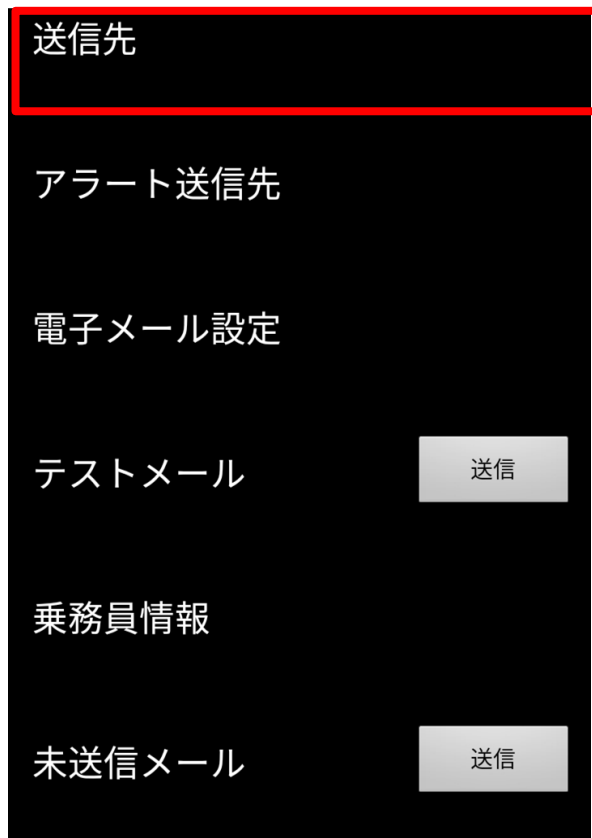 送信先
アラート送信先
電子メール設定
テストメール 送信
乗務員情報
未送信メール 送信